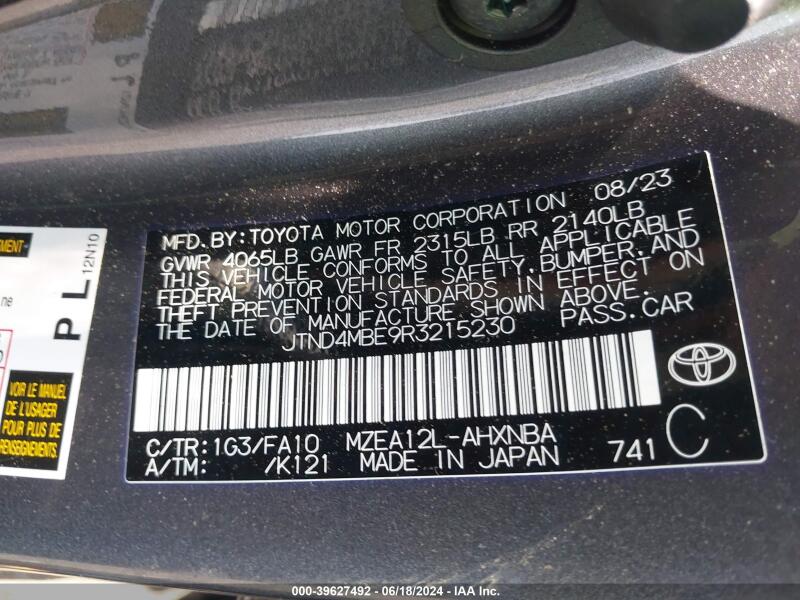 MFD.BY:TOYOTA MOTOR CORPORATION 08/23
GVWR 4065LB GAWR FR 2315LB RR 2140LB
THIS VEHICLE CONFORMS TO ALL APPLICABLE
FEDERAL MOTOR VEHICLE SAFETY,BUMPER,AND
THEFT PREVENTION STANDARDS IN EFFECT ON
THE DATE OF MANUFACTURE SHOWN ABOVE.
JTND4MBE9R3215230 PASS.CAR
C/TR:1G3/FA10 MZEA12L-AHXNBA
A/TM: /K121 MADE IN JAPAN 741 C
EMENT-
ne
P L 12N10
VOIR LE MANUEL
DE L'USAGER
POUR PLUS DE
RENSEIGNEMENTS
000-39627492 - 06/18/2024 - IAA Inc.